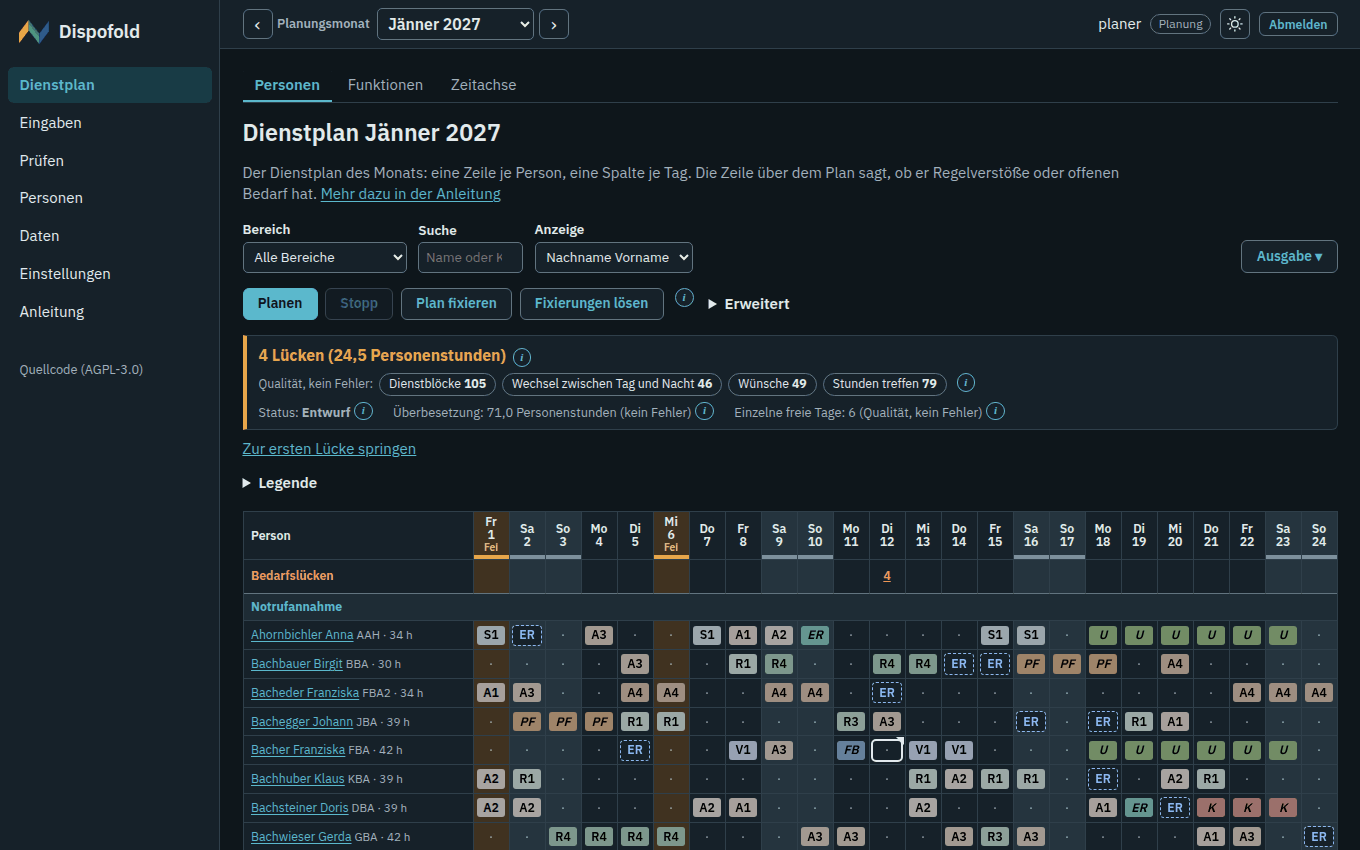 Dispofold
Dienstplan
Eingaben
Prüfen
Personen
Daten
Einstellungen
Anleitung
Quellcode (AGPL-3.0)
‹ Planungsmonat Jänner 2027 ›
planer Planung Abmelden
Personen Funktionen Zeitachse
Dienstplan Jänner 2027
Der Dienstplan des Monats: eine Zeile je Person, eine Spalte je Tag. Die Zeile über dem Plan sagt, ob er Regelverstöße oder offenen
Bedarf hat. Mehr dazu in der Anleitung
Bereich Suche Anzeige
Alle Bereiche Name oder K Nachname Vorname Ausgabe ▾
Planen Stopp Plan fixieren Fixierungen lösen i ▶ Erweitert
4 Lücken (24,5 Personenstunden) i
Qualität, kein Fehler: Dienstblöcke 105 Wechsel zwischen Tag und Nacht 46 Wünsche 49 Stunden treffen 79 i
Status: Entwurf i Überbesetzung: 71,0 Personenstunden (kein Fehler) i Einzelne freie Tage: 6 (Qualität, kein Fehler) i
Zur ersten Lücke springen
▶ Legende
Person Fr 1 Fei Sa 2 So 3 Mo 4 Di 5 Mi 6 Fei Do 7 Fr 8 Sa 9 So 10 Mo 11 Di 12 Mi 13 Do 14 Fr 15 Sa 16 So 17 Mo 18 Di 19 Mi 20 Do 21 Fr 22 Sa 23 So 24
Bedarfslücken 4
Notrufannahme
Ahornbichler Anna AAH · 34 h S1 ER · A3 · · S1 A1 A2 ER · · · · S1 S1 · U U U U U U ·
Bachbauer Birgit BBA · 30 h · · · · A3 · · R1 R4 · · R4 R4 ER ER PF PF PF · A4 · · · ·
Bacheder Franziska FBA2 · 34 h A1 A3 · · A4 A4 · · A4 A4 · ER · · · · · · · · · A4 A4 A4
Bachegger Johann JBA · 39 h · PF PF PF R1 R1 · · · · R3 A3 · · · ER · ER R1 A1 · · · ·
Bacher Franziska FBA · 42 h · · · · ER · · V1 A3 · FB · V1 V1 · · · U U U U U U ·
Bachhuber Klaus KBA · 39 h A2 R1 · · · · · · · · · · R1 A2 R1 R1 · ER · A2 R1 · · ·
Bachsteiner Doris DBA · 39 h A2 A2 · · · · A2 A1 · · · · A2 · · · · A1 ER ER K K K ·
Bachwieser Gerda GBA · 42 h · · R4 R4 R4 R4 · · · A3 A3 · · A3 R3 A3 · · · · A1 A3 · ER